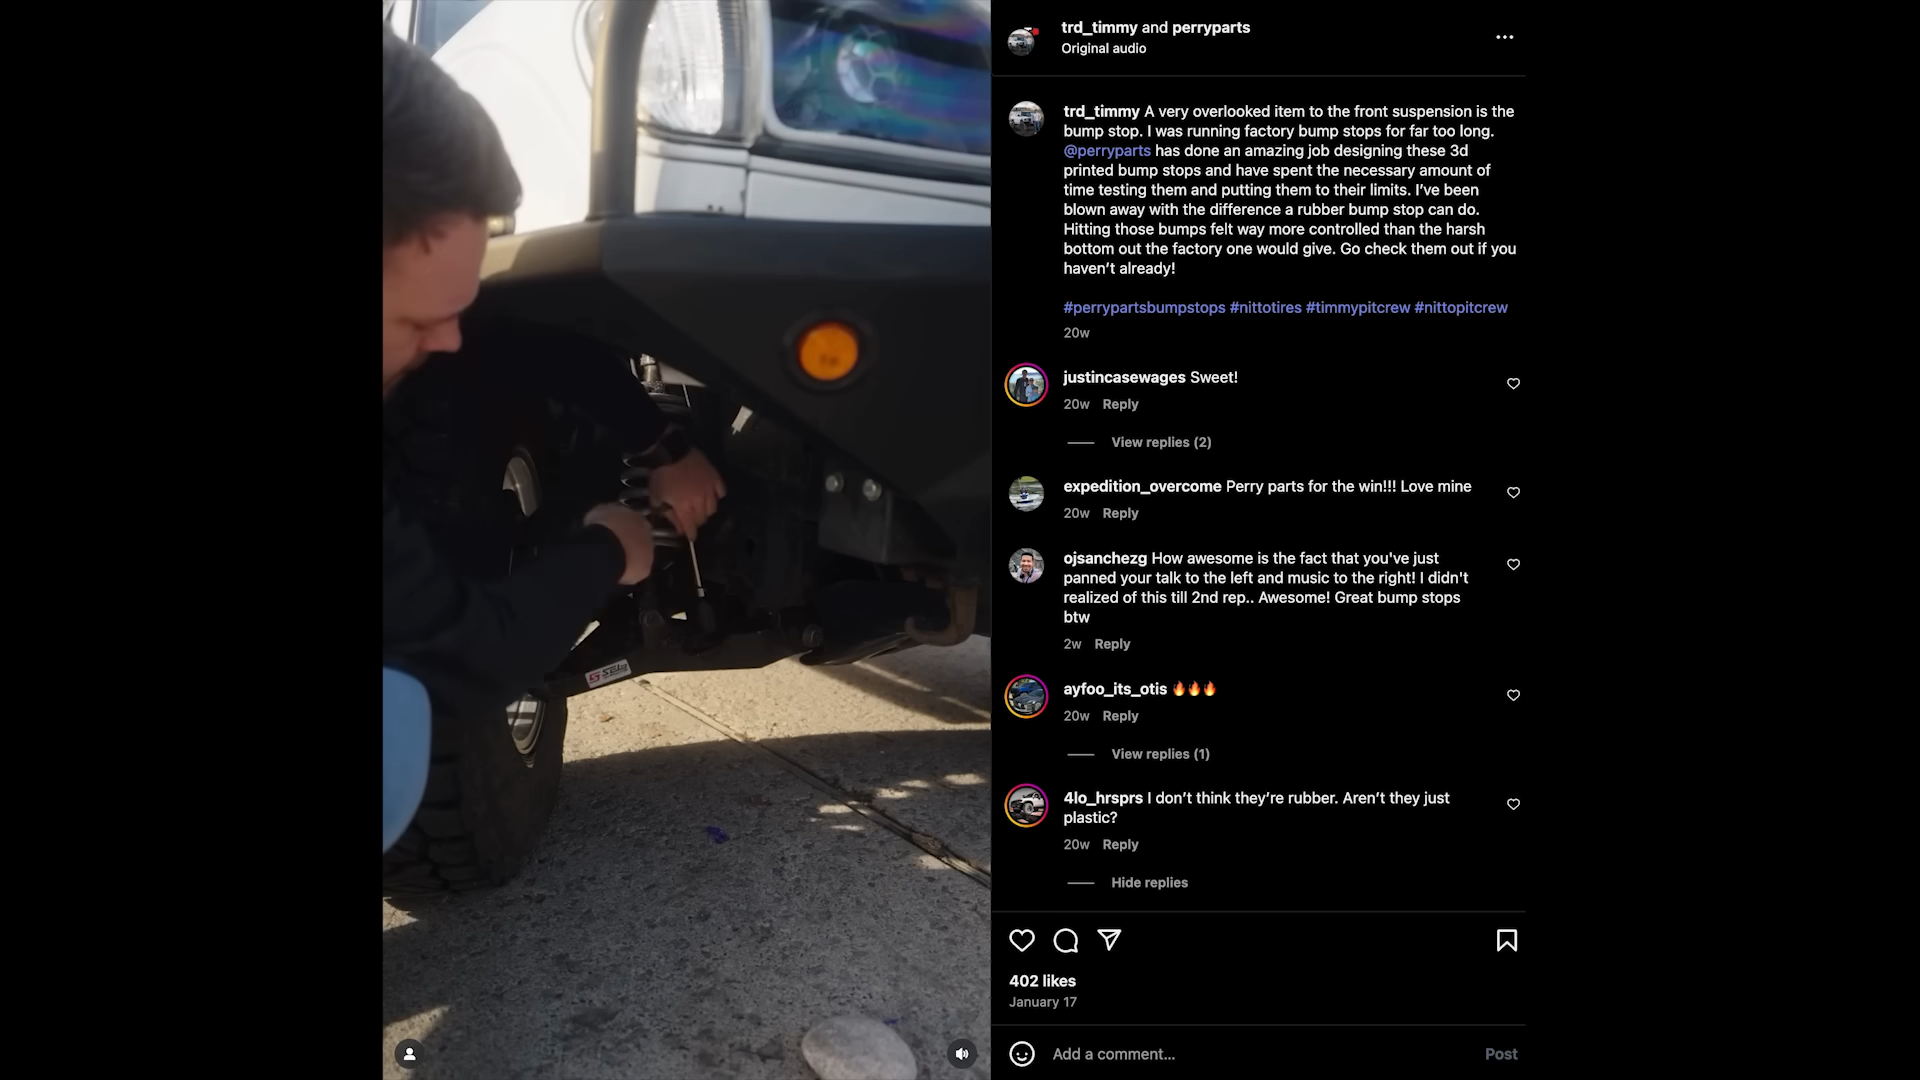 trd_timmy and perryparts
Original audio
trd_timmy A very overlooked item to the front suspension is the
bump stop. I was running factory bump stops for far too long.
@perryparts has done an amazing job designing these 3d
printed bump stops and have spent the necessary amount of
time testing them and putting them to their limits. I’ve been
blown away with the difference a rubber bump stop can do.
Hitting those bumps felt way more controlled than the harsh
bottom out the factory one would give. Go check them out if you
haven’t already!
#perrypartsbumpstops #nittotires #timmypitcrew #nittopitcrew
20w
justincasewages Sweet!
20w Reply
View replies (2)
expedition_overcome Perry parts for the win!!! Love mine
20w Reply
ojsanchezg How awesome is the fact that you've just
panned your talk to the left and music to the right! I didn't
realized of this till 2nd rep.. Awesome! Great bump stops
btw
2w Reply
ayfoo_its_otis 🔥🔥🔥
20w Reply
View replies (1)
4lo_hrsprs I don’t think they’re rubber. Aren’t they just
plastic?
20w Reply
Hide replies
402 likes
January 17
Add a comment...
Post